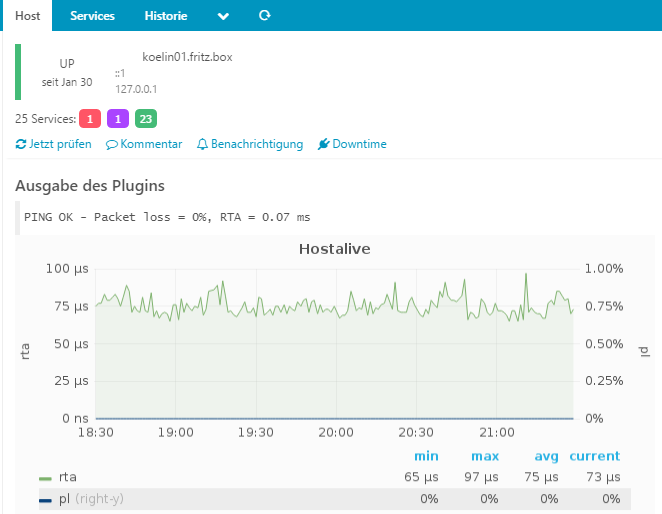 Host Services Historie
UP
seit Jan 30
koelin01.fritz.box
::1
127.0.0.1
25 Services: 1 1 23
Jetzt prüfen Kommentar Benachrichtigung Downtime
Ausgabe des Plugins
PING OK - Packet loss = 0%, RTA = 0.07 ms
Hostalive
100 µs 1.00%
75 µs 0.75%
50 µs 0.50%
25 µs 0.25%
0 ns 0%
rta
pl
18:30 19:00 19:30 20:00 20:30 21:00
min max avg current
rta 65 µs 97 µs 75 µs 73 µs
pl (right-y) 0% 0% 0% 0%